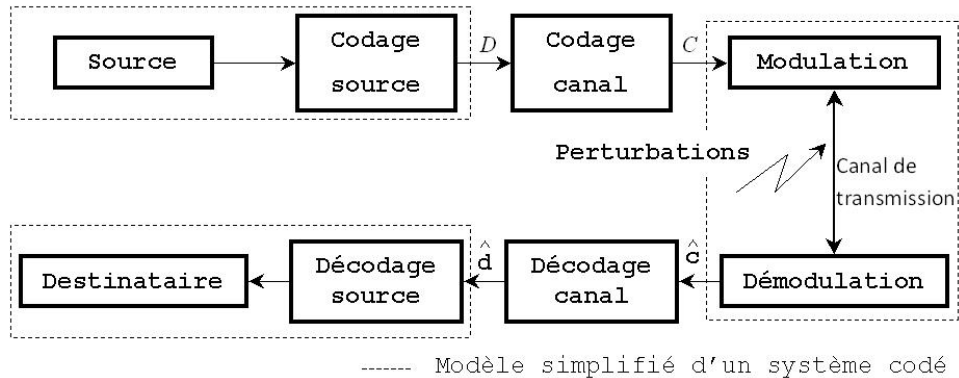 Source
Codage
source
D
Codage
canal
C
Modulation
Perturbations
Canal de
transmission
Destinataire
Décodage
source
d̂
Décodage
canal
ĉ
Démodulation
Modèle simplifié d'un système codé